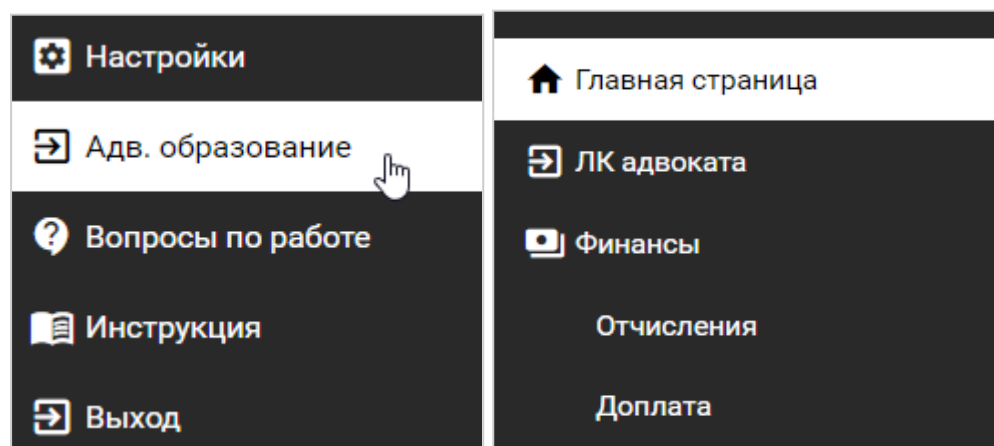 Настройки
Адв. образование
Вопросы по работе
Инструкция
Выход
Главная страница
ЛК адвоката
Финансы
Отчисления
Доплата